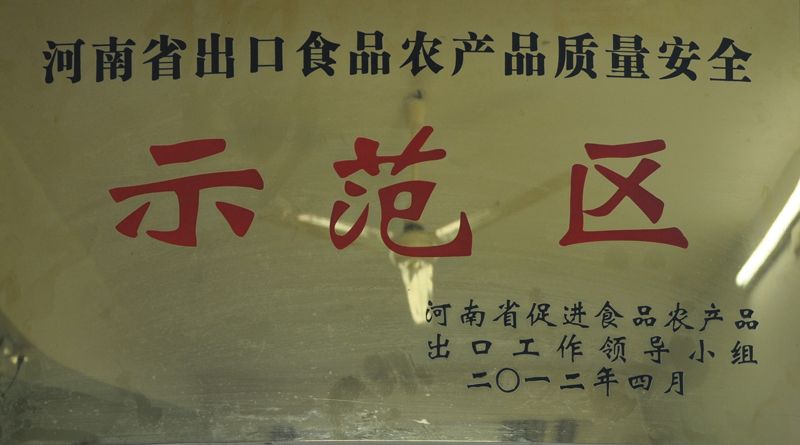 河南省出口食品农产品质量安全
示范区
河南省促进食品农产品
出口工作领导小组
二〇一二年四月